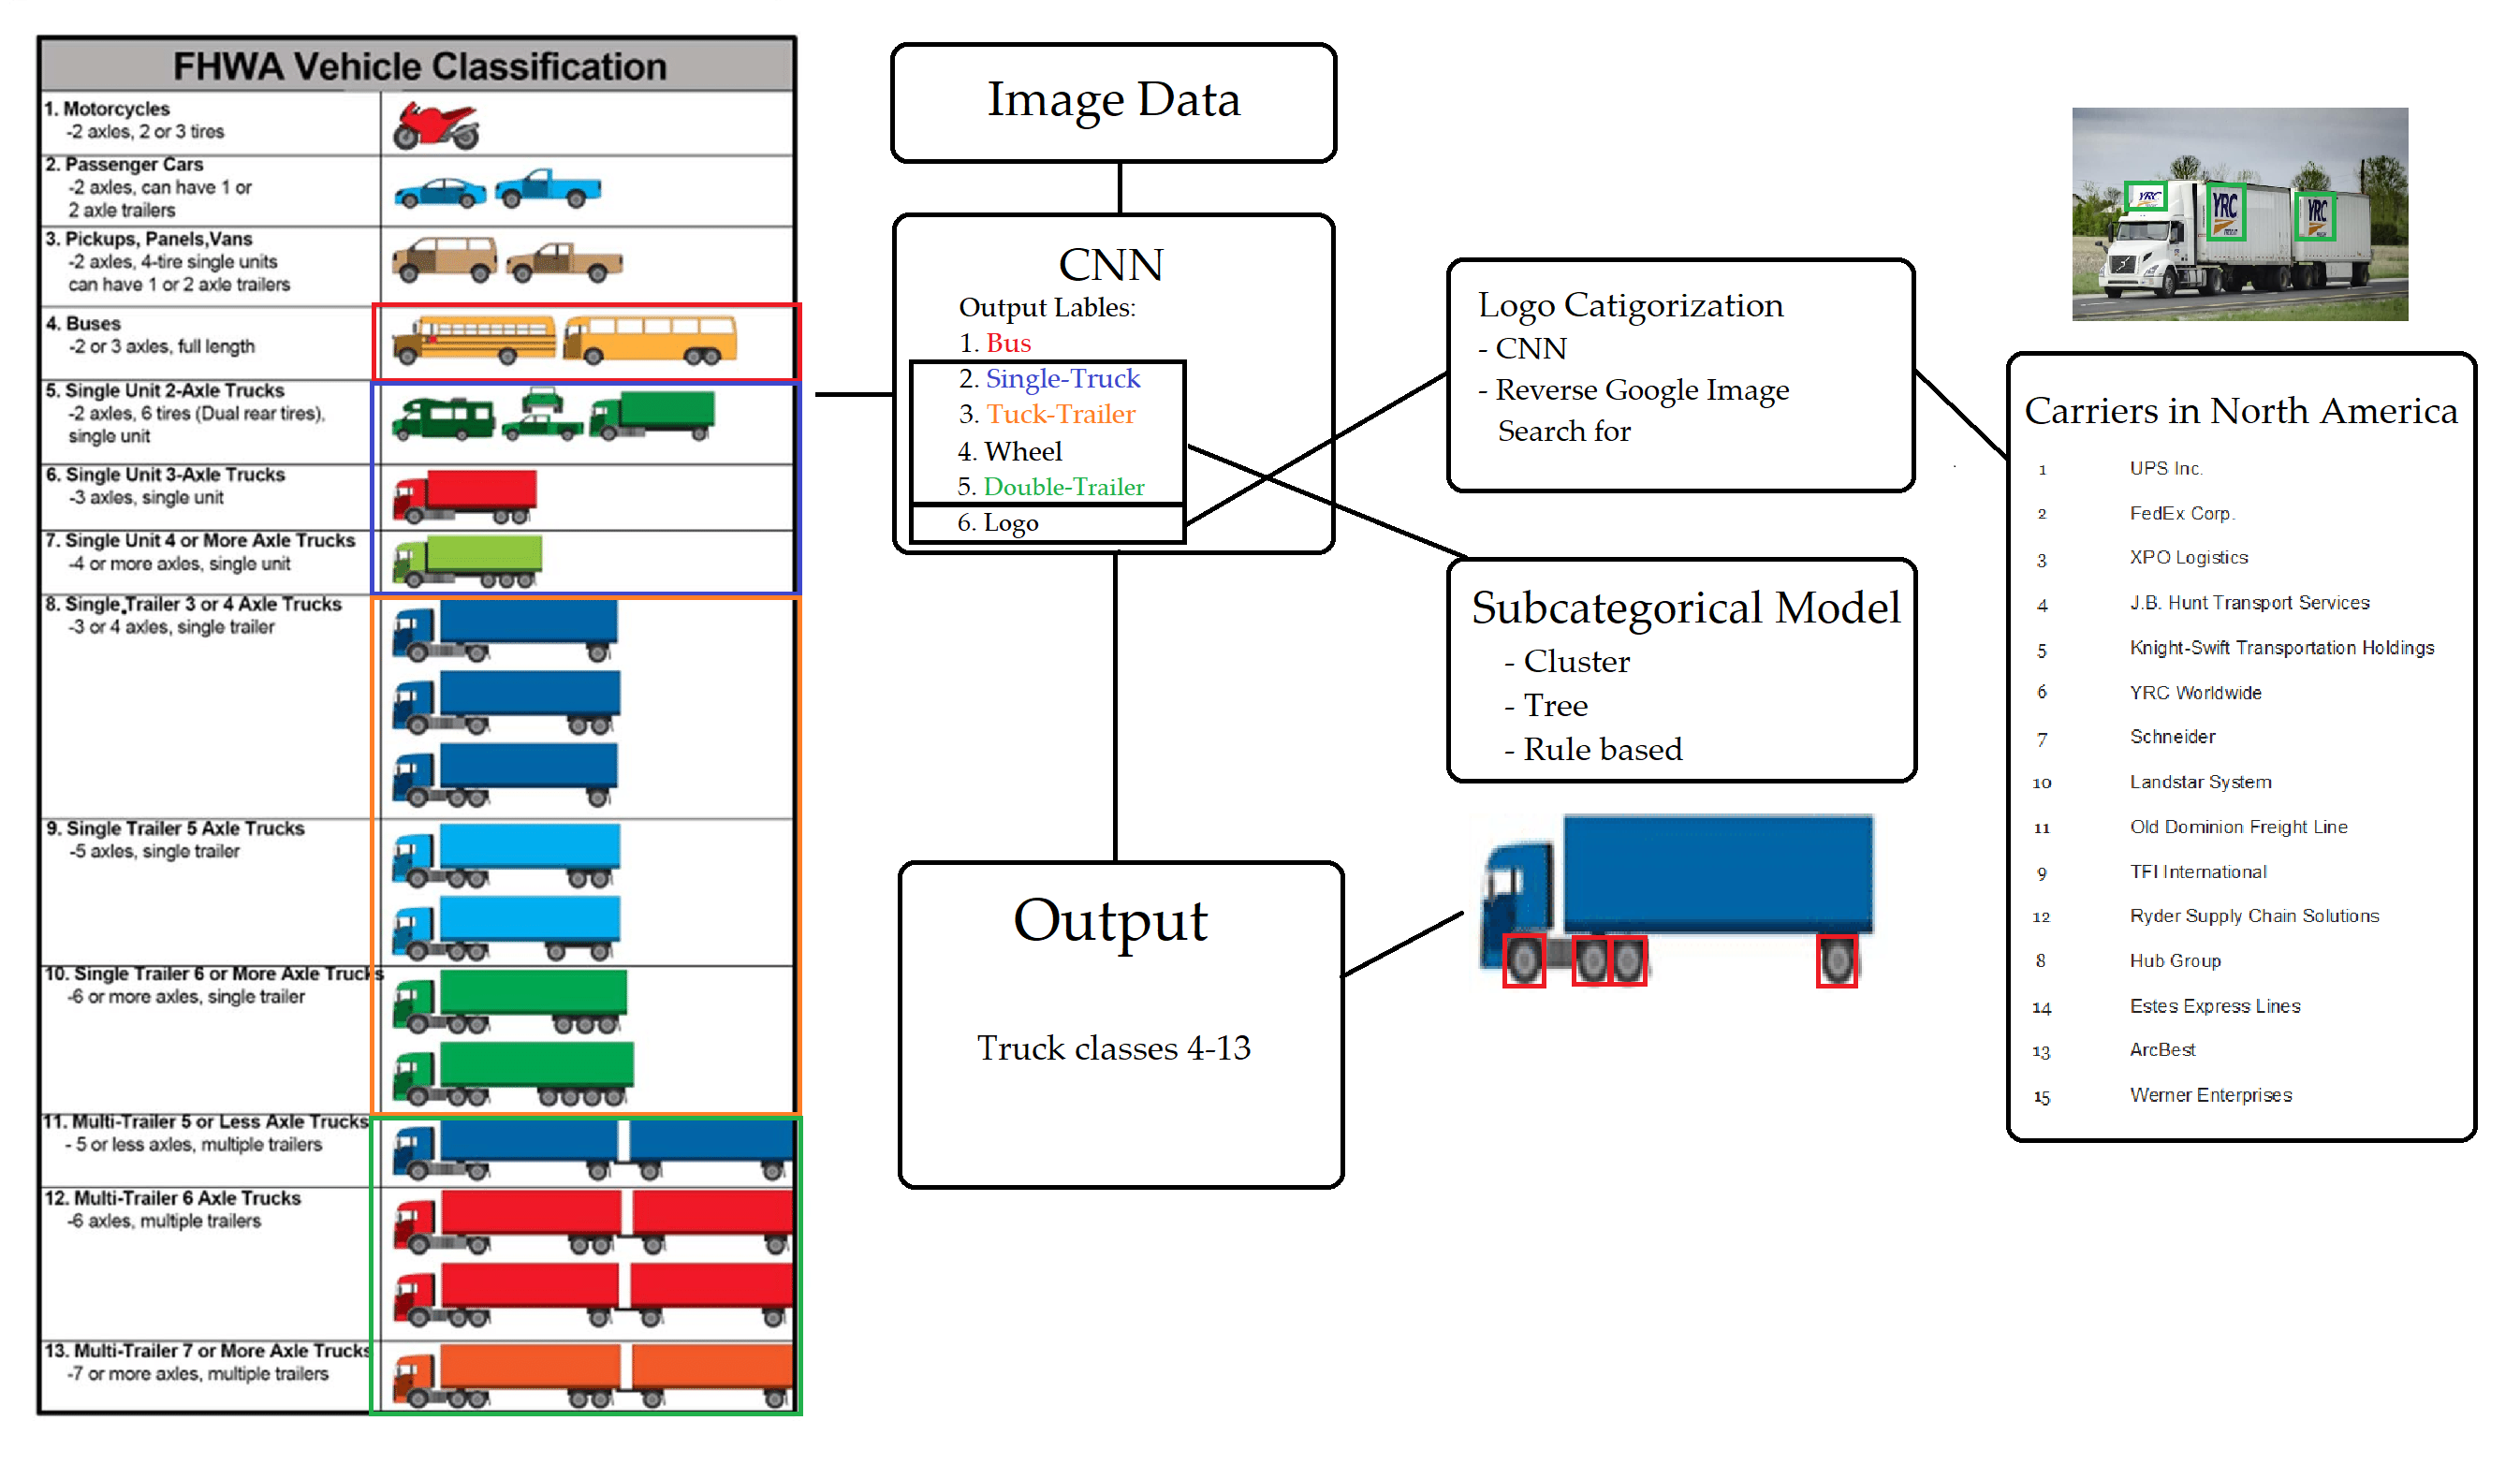 FHWA Vehicle Classification
1. Motorcycles
-2 axles, 2 or 3 tires
2. Passenger Cars
-2 axles, can have 1 or
2 axle trailers
3. Pickups, Panels,Vans
-2 axles, 4-tire single units
can have 1 or 2 axle trailers
4. Buses
-2 or 3 axles, full length
5. Single Unit 2-Axle Trucks
-2 axles, 6 tires (Dual rear tires),
single unit
6. Single Unit 3-Axle Trucks
-3 axles, single unit
7. Single Unit 4 or More Axle Trucks
-4 or more axles, single unit
8. Single Trailer 3 or 4 Axle Trucks
-3 or 4 axles, single trailer
9. Single Trailer 5 Axle Trucks
-5 axles, single trailer
10. Single Trailer 6 or More Axle Trucks
-6 or more axles, single trailer
11. Multi-Trailer 5 or Less Axle Trucks
- 5 or less axles, multiple trailers
12. Multi-Trailer 6 Axle Trucks
-6 axles, multiple trailers
13. Multi-Trailer 7 or More Axle Trucks
-7 or more axles, multiple trailers
Image Data
CNN
Output Lables:
1. Bus
2. Single-Truck
3. Tuck-Trailer
4. Wheel
5. Double-Trailer
6. Logo
Output
Truck classes 4-13
Logo Catigorization
- CNN
- Reverse Google Image
Search for
Subcategorical Model
- Cluster
- Tree
- Rule based
YRC
YRC
YRC
Carriers in North America
1 UPS Inc.
2 FedEx Corp.
3 XPO Logistics
4 J.B. Hunt Transport Services
5 Knight-Swift Transportation Holdings
6 YRC Worldwide
7 Schneider
10 Landstar System
11 Old Dominion Freight Line
9 TFI International
12 Ryder Supply Chain Solutions
8 Hub Group
14 Estes Express Lines
13 ArcBest
15 Werner Enterprises